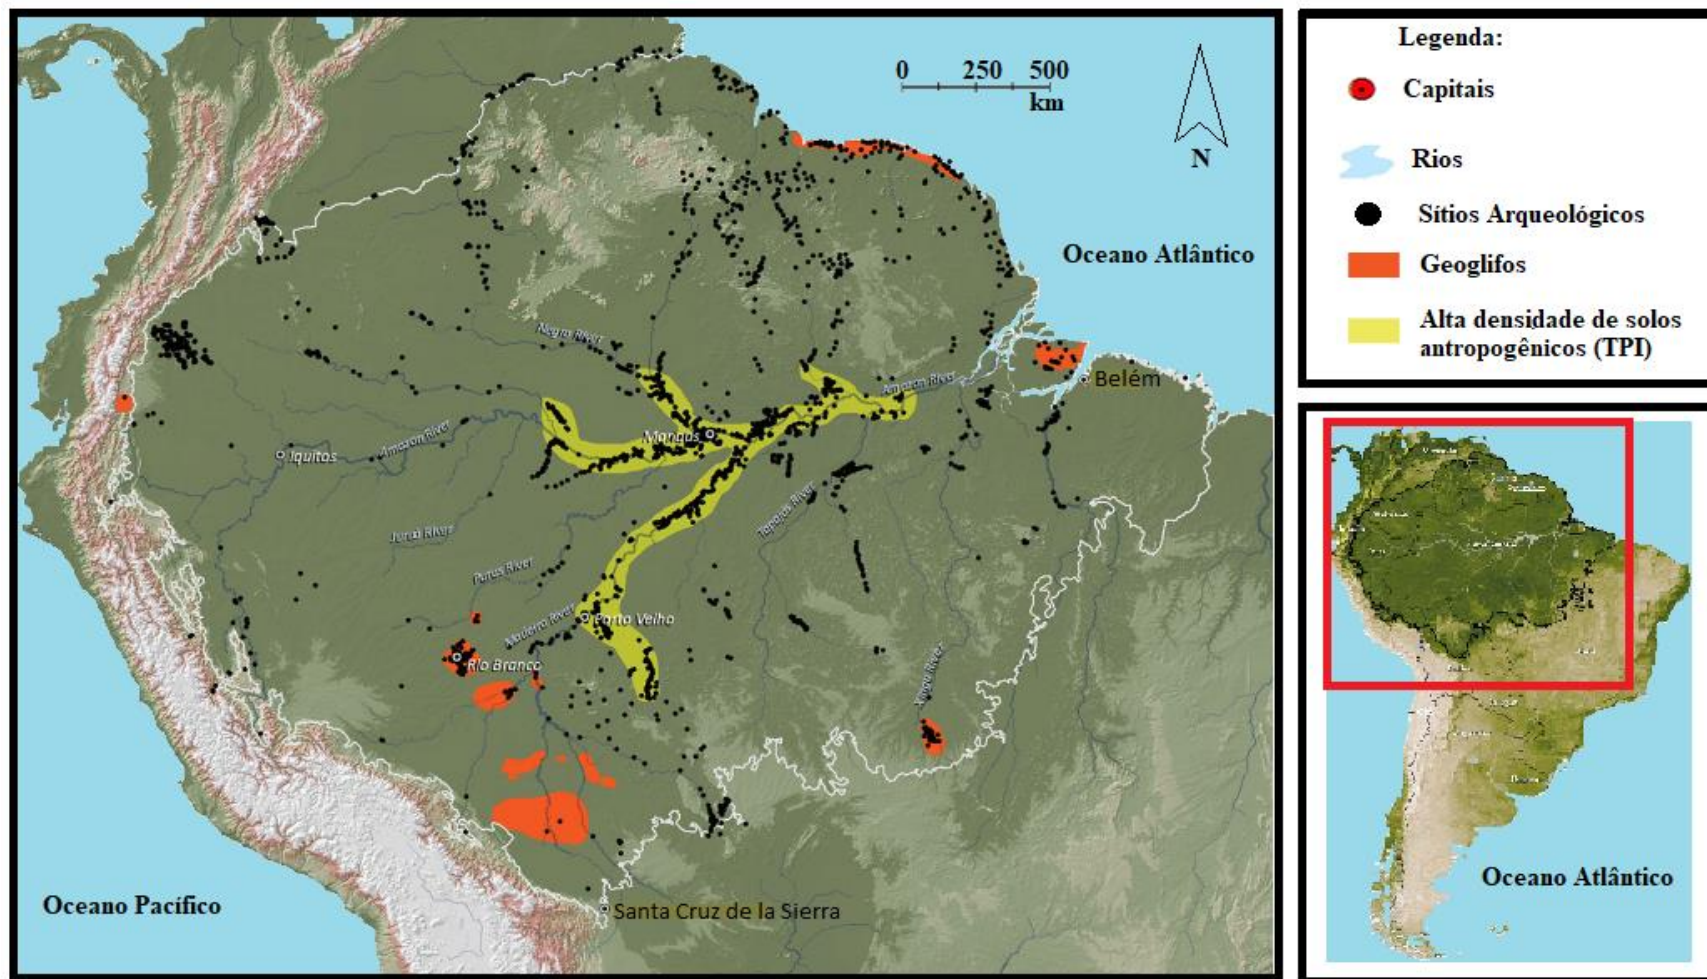 0 250 500
km
N
Oceano Atlântico
Negro River
Amazon River
Belém
Manaus
Iquitos
Amazon River
Tapajos River
Juruá River
Purus River
Madeira River
Porto Velho
Rio Branco
Xingu River
Oceano Pacífico
Santa Cruz de la Sierra
Legenda:
Capitais
Rios
Sítios Arqueológicos
Geoglifos
Alta densidade de solos
antropogênicos (TPI)
Oceano Atlântico